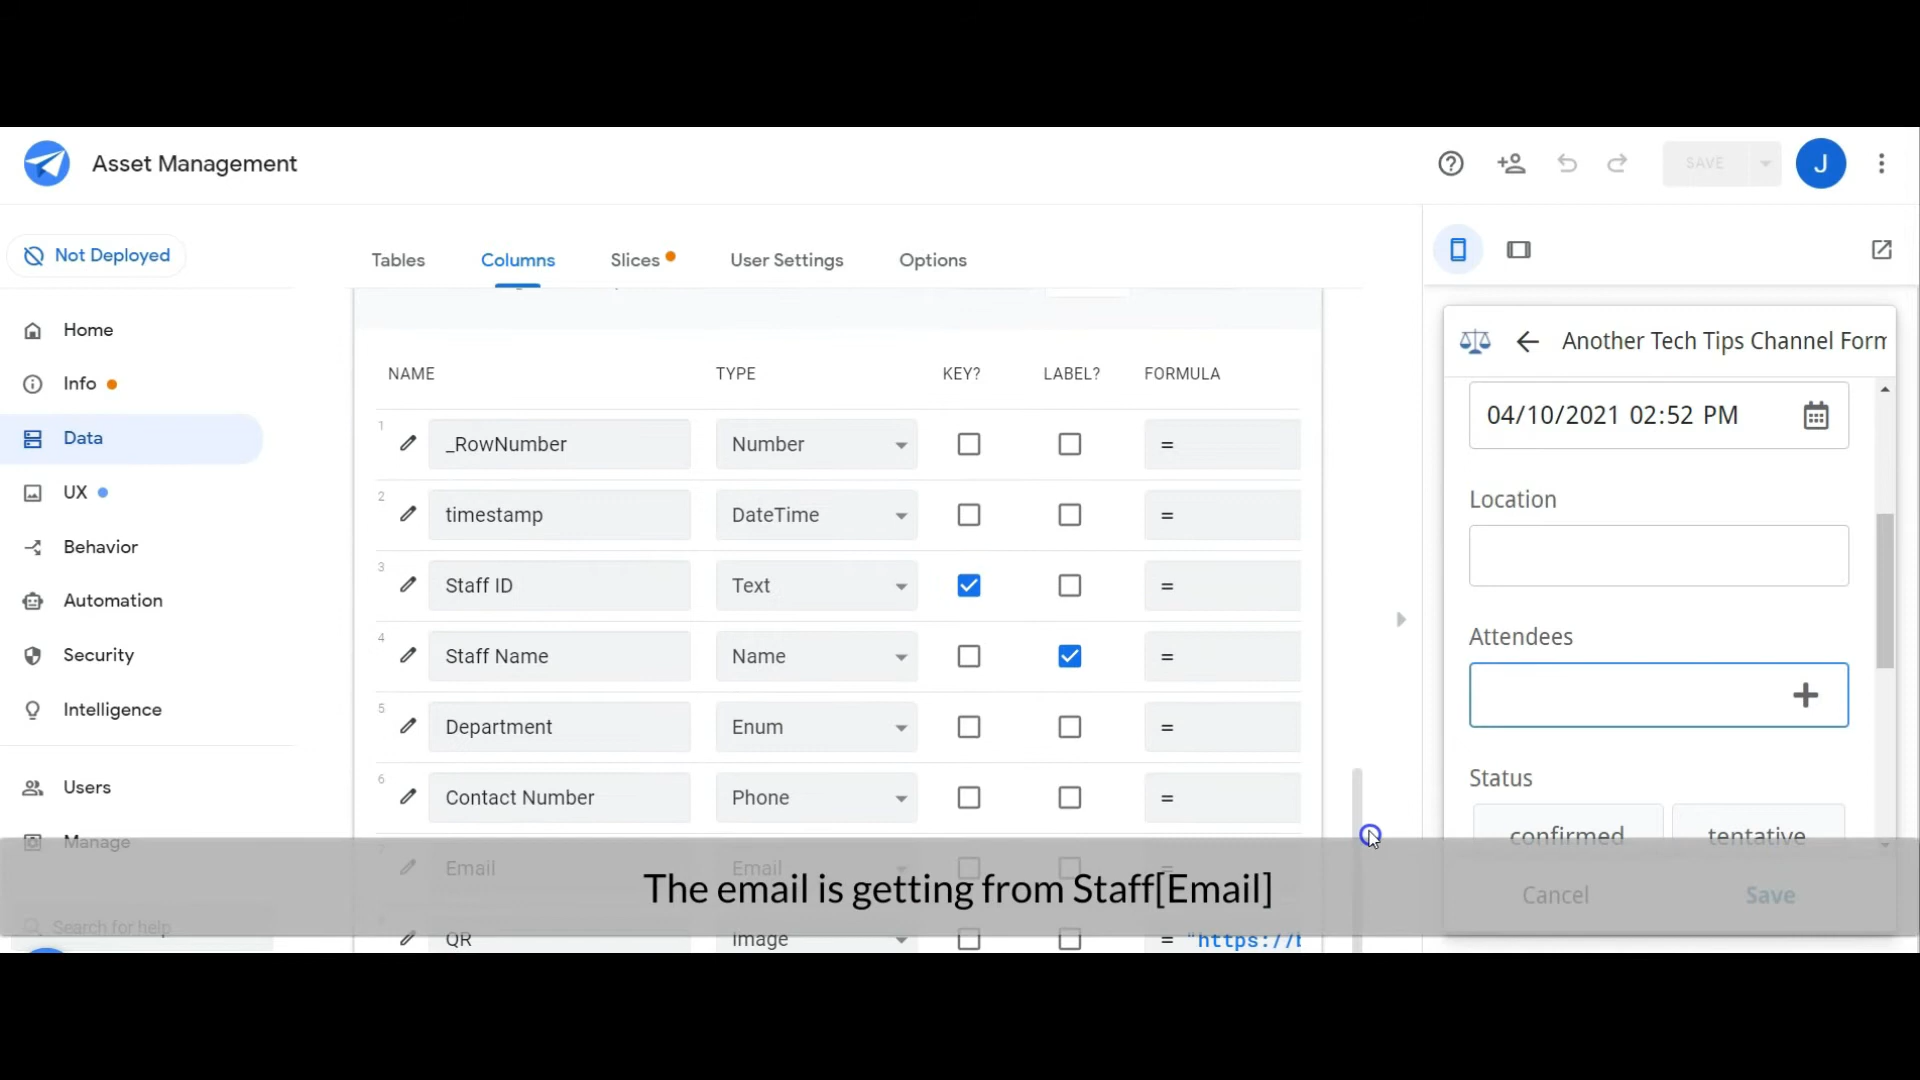 Asset Management
SAVE
J
Not Deployed
Tables
Columns
Slices
User Settings
Options
Home
Info
Data
UX
Behavior
Automation
Security
Intelligence
Users
Manage
Search for help
NAME
TYPE
KEY?
LABEL?
FORMULA
1
_RowNumber
Number
=
2
timestamp
DateTime
=
3
Staff ID
Text
=
4
Staff Name
Name
=
5
Department
Enum
=
6
Contact Number
Phone
=
7
Email
Email
=
QR
Image
= "https://b
The email is getting from Staff[Email]
Another Tech Tips Channel Form
04/10/2021 02:52 PM
Location
Attendees
Status
confirmed
tentative
Cancel
Save